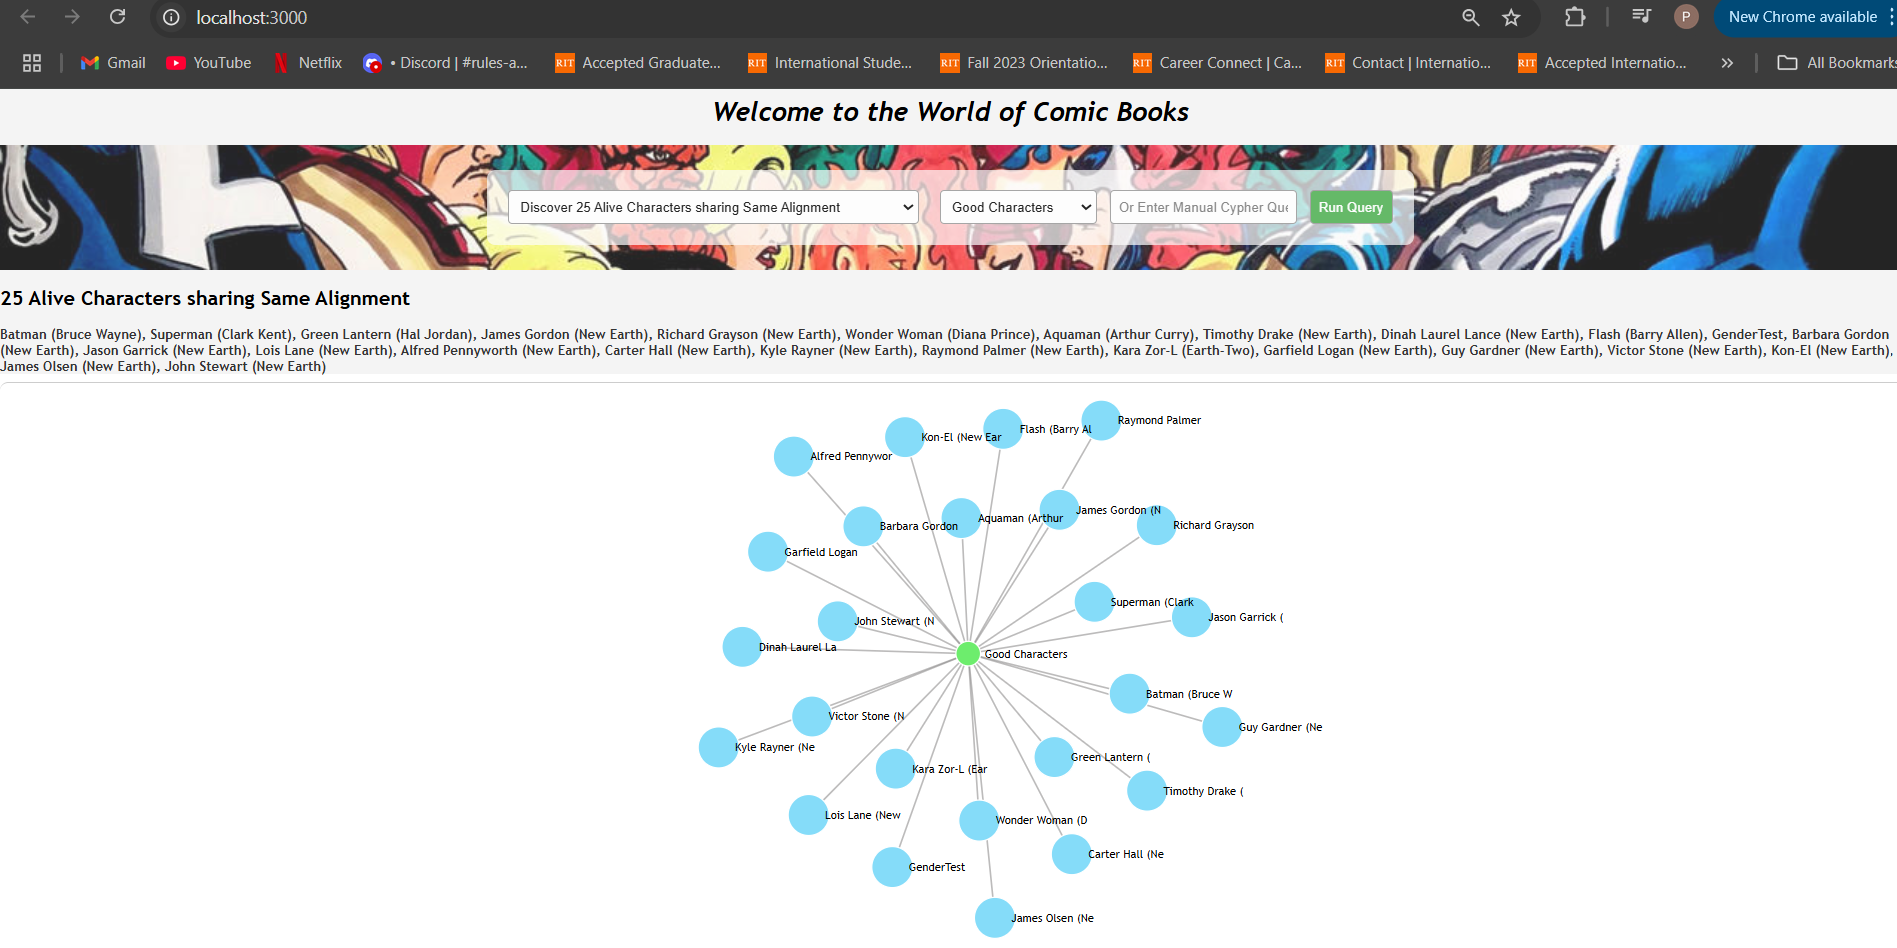 localhost:3000
P
New Chrome available
Gmail
YouTube
Netflix
• Discord | #rules-a...
RIT Accepted Graduate...
RIT International Stude...
RIT Fall 2023 Orientatio...
RIT Career Connect | Ca...
RIT Contact | Internatio...
RIT Accepted Internatio...
»
All Bookmarks
Welcome to the World of Comic Books
Discover 25 Alive Characters sharing Same Alignment
Good Characters
Or Enter Manual Cypher Que
Run Query
25 Alive Characters sharing Same Alignment
Batman (Bruce Wayne), Superman (Clark Kent), Green Lantern (Hal Jordan), James Gordon (New Earth), Richard Grayson (New Earth), Wonder Woman (Diana Prince), Aquaman (Arthur Curry), Timothy Drake (New Earth), Dinah Laurel Lance (New Earth), Flash (Barry Allen), GenderTest, Barbara Gordon
(New Earth), Jason Garrick (New Earth), Lois Lane (New Earth), Alfred Pennyworth (New Earth), Carter Hall (New Earth), Kyle Rayner (New Earth), Raymond Palmer (New Earth), Kara Zor-L (Earth-Two), Garfield Logan (New Earth), Guy Gardner (New Earth), Victor Stone (New Earth), Kon-El (New Earth),
James Olsen (New Earth), John Stewart (New Earth)
Raymond Palmer
Flash (Barry Al
Kon-El (New Ear
Alfred Pennywor
James Gordon (N
Aquaman (Arthur
Richard Grayson
Barbara Gordon
Garfield Logan
Superman (Clark
Jason Garrick (
John Stewart (N
Dinah Laurel La
Good Characters
Batman (Bruce W
Victor Stone (N
Guy Gardner (Ne
Kyle Rayner (Ne
Green Lantern (
Kara Zor-L (Ear
Timothy Drake (
Lois Lane (New
Wonder Woman (D
Carter Hall (Ne
GenderTest
James Olsen (Ne